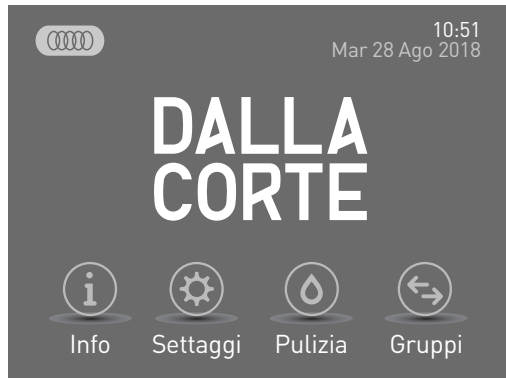 10:51
Mar 28 Ago 2018
DALLA
CORTE
Info Settaggi Pulizia Gruppi